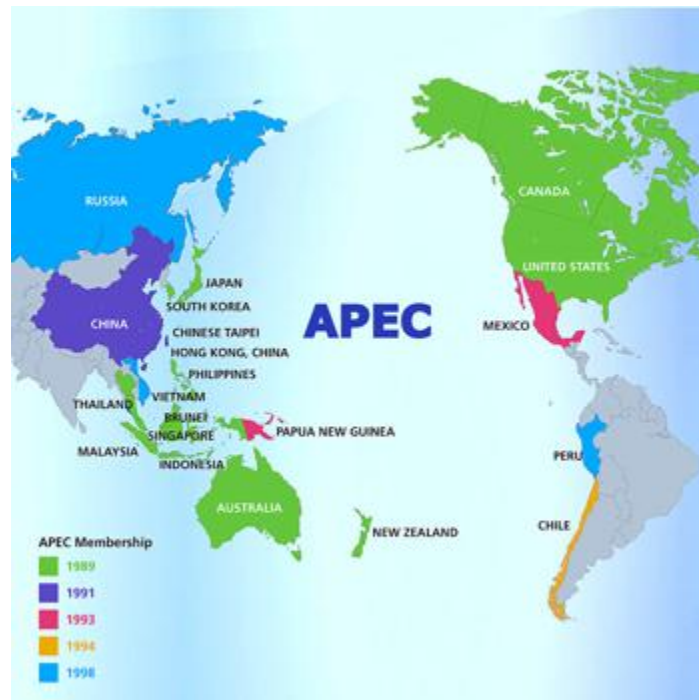 RUSSIA
CANADA
UNITED STATES
JAPAN
SOUTH KOREA
CHINA
APEC
MEXICO
CHINESE TAIPEI
HONG KONG, CHINA
PHILIPPINES
THAILAND
VIETNAM
BRUNEI
SINGAPORE
PAPUA NEW GUINEA
MALAYSIA
INDONESIA
PERU
AUSTRALIA
NEW ZEALAND
CHILE
APEC Membership
1989
1991
1993
1994
1998